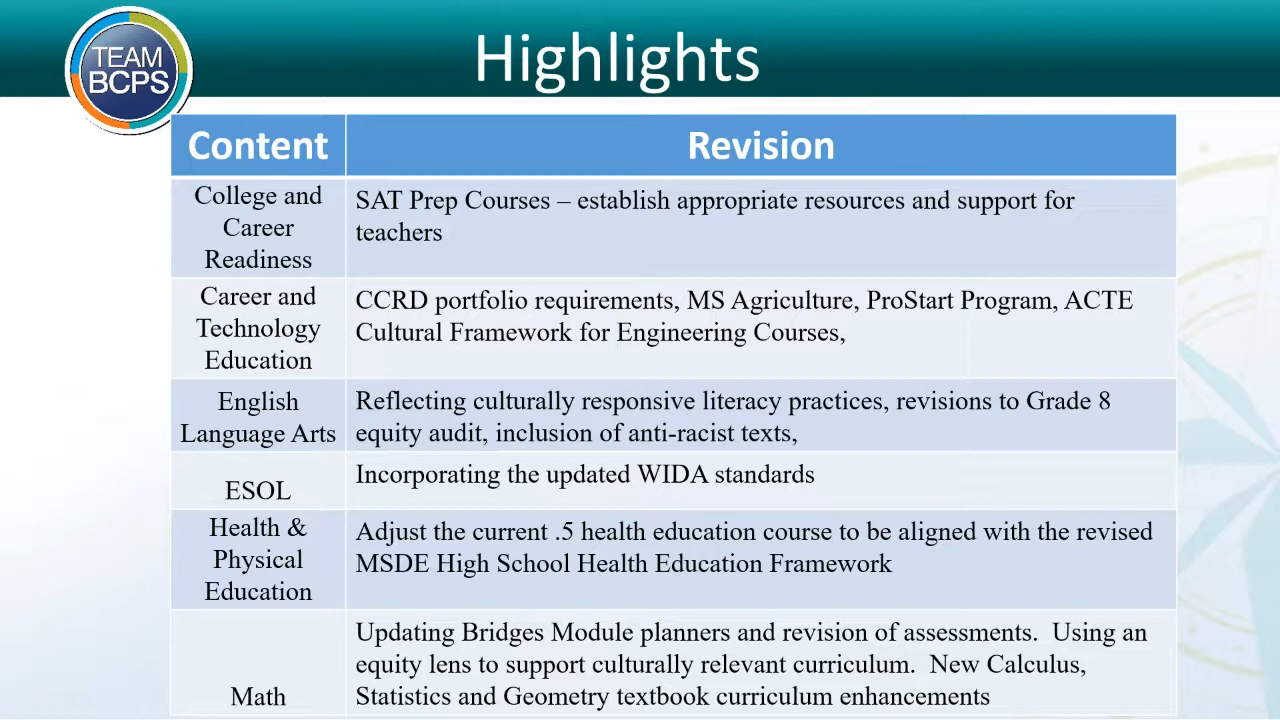 TEAM
BCPS
Highlights
Content
Revision
College and
Career
Readiness
SAT Prep Courses – establish appropriate resources and support for
teachers
Career and
Technology
Education
CCRD portfolio requirements, MS Agriculture, ProStart Program, ACTE
Cultural Framework for Engineering Courses,
English
Language Arts
Reflecting culturally responsive literacy practices, revisions to Grade 8
equity audit, inclusion of anti-racist texts,
ESOL
Incorporating the updated WIDA standards
Health &
Physical
Education
Adjust the current .5 health education course to be aligned with the revised
MSDE High School Health Education Framework
Math
Updating Bridges Module planners and revision of assessments.  Using an
equity lens to support culturally relevant curriculum.  New Calculus,
Statistics and Geometry textbook curriculum enhancements